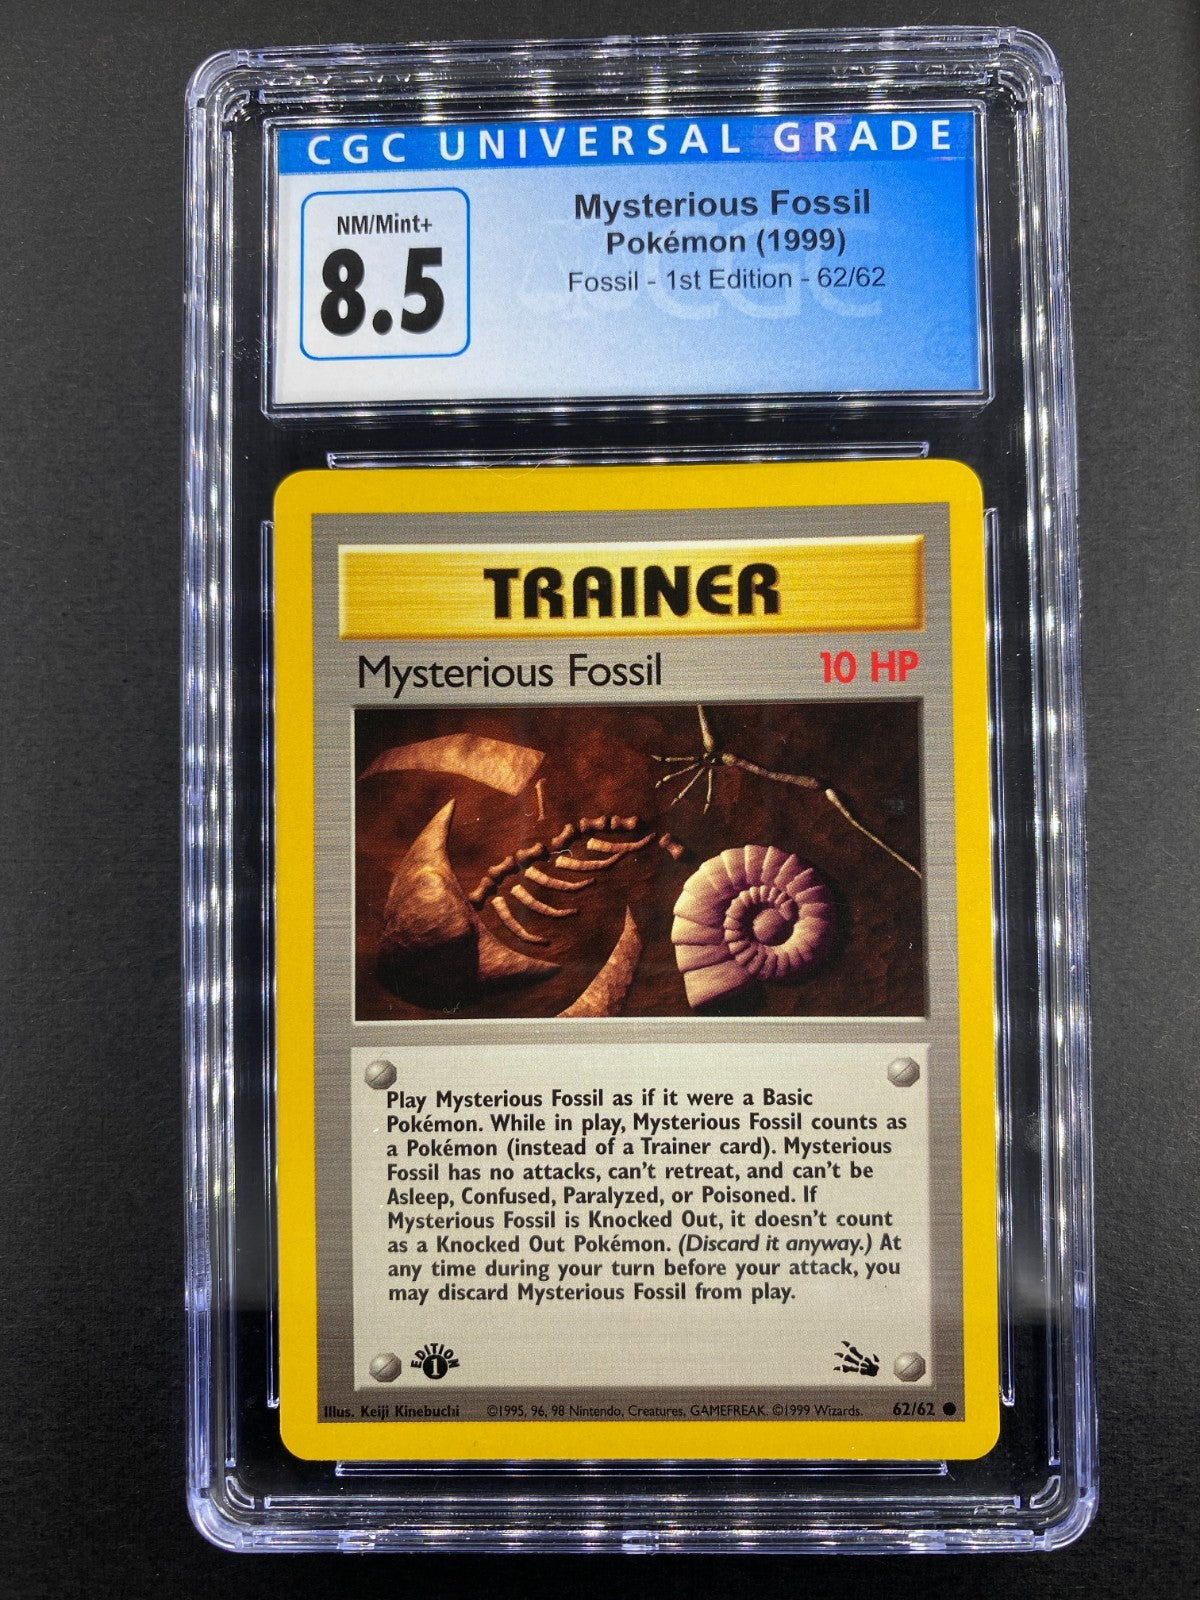 CGC UNIVERSAL GRADE
NM/Mint+
8.5
Mysterious Fossil
Pokémon (1999)
Fossil - 1st Edition - 62/62
CGC
TRAINER
Mysterious Fossil 10 HP
Play Mysterious Fossil as if it were a Basic
Pokémon. While in play, Mysterious Fossil counts as
a Pokémon (instead of a Trainer card). Mysterious
Fossil has no attacks, can't retreat, and can't be
Asleep, Confused, Paralyzed, or Poisoned. If
Mysterious Fossil is Knocked Out, it doesn't count
as a Knocked Out Pokémon. (Discard it anyway.) At
any time during your turn before your attack, you
may discard Mysterious Fossil from play.
EDITION
1
Illus. Keiji Kinebuchi ©1995, 96, 98 Nintendo, Creatures, GAMEFREAK. ©1999 Wizards. 62/62